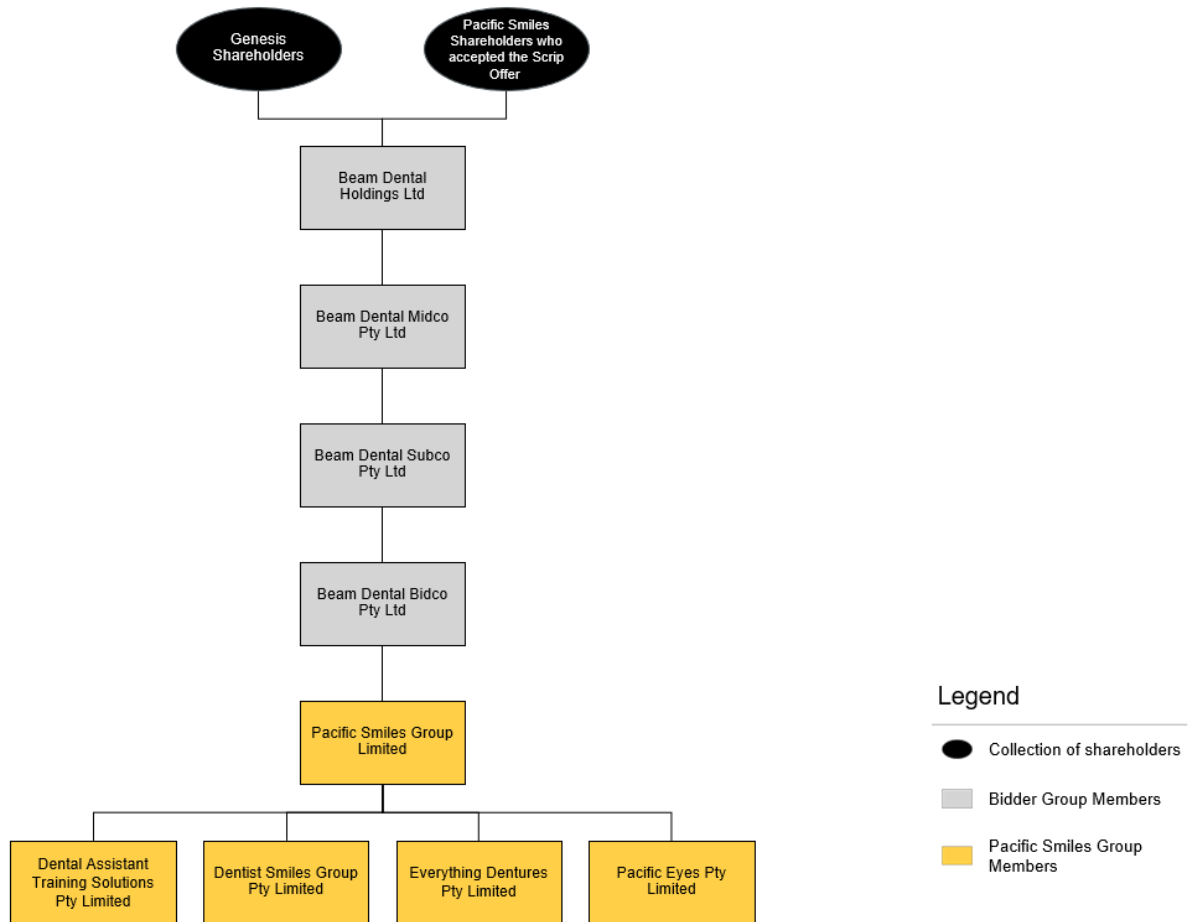 Genesis
Shareholders
Pacific Smiles
Shareholders who
accepted the Scrip
Offer
Beam Dental
Holdings Ltd
Beam Dental Midco
Pty Ltd
Beam Dental Subco
Pty Ltd
Beam Dental Bidco
Pty Ltd
Pacific Smiles Group
Limited
Dental Assistant
Training Solutions
Pty Limited
Dentist Smiles Group
Pty Limited
Everything Dentures
Pty Limited
Pacific Eyes Pty
Limited
Legend
Collection of shareholders
Bidder Group Members
Pacific Smiles Group
Members